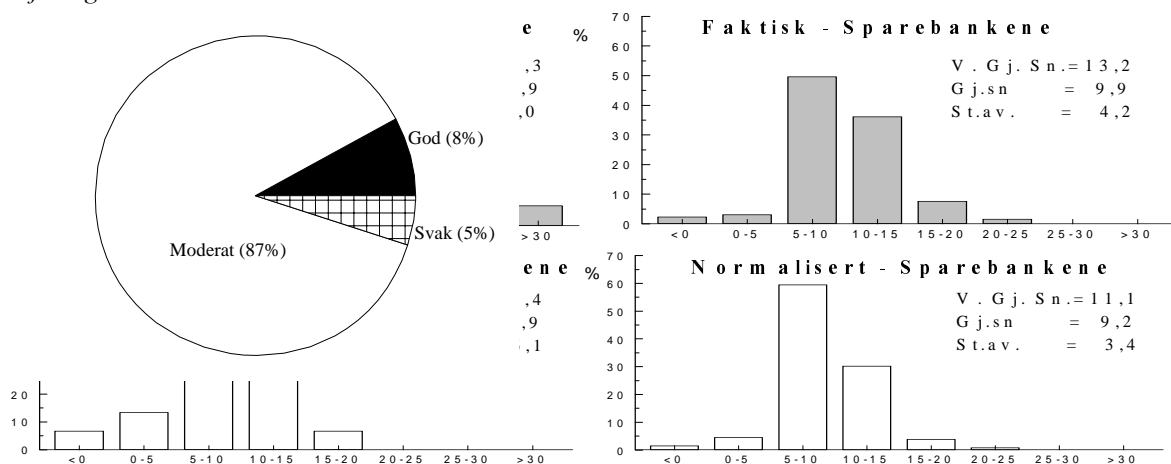 God (8%)
Svak (5%)
Moderat (87%)
e
,3
,9
,0
>30
ene
,4
,9
,1
20
10
0
<0 0-5 5-10 10-15 15-20 20-25 25-30 >30
%
70
60
50
40
30
20
10
0
Faktisk - Sparebankene
V. Gj. Sn.=13,2
Gj.sn = 9,9
St.av. = 4,2
<0 0-5 5-10 10-15 15-20 20-25 25-30 >30
%
70
60
50
40
30
20
10
0
Normalisert - Sparebankene
V. Gj. Sn.=11,1
Gj.sn = 9,2
St.av. = 3,4
<0 0-5 5-10 10-15 15-20 20-25 25-30 >30